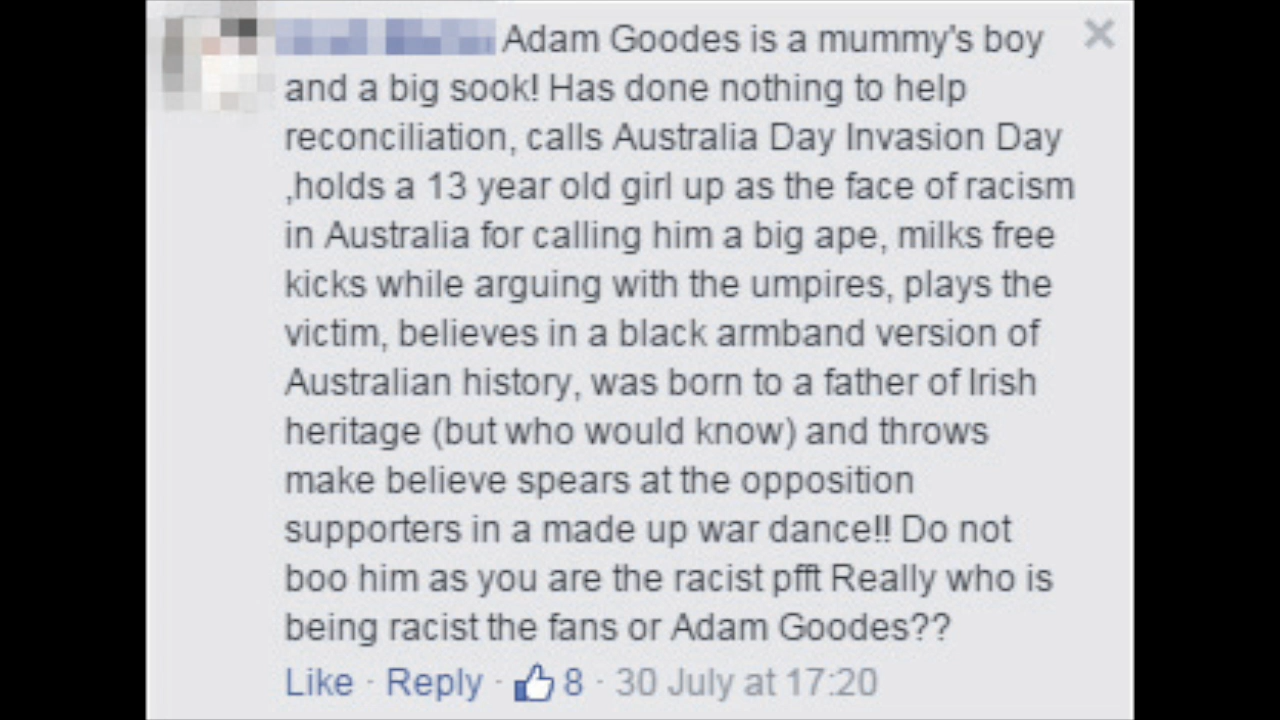 Adam Goodes is a mummy's boy
and a big sook! Has done nothing to help
reconciliation, calls Australia Day Invasion Day
,holds a 13 year old girl up as the face of racism
in Australia for calling him a big ape, milks free
kicks while arguing with the umpires, plays the
victim, believes in a black armband version of
Australian history, was born to a father of Irish
heritage (but who would know) and throws
make believe spears at the opposition
supporters in a made up war dance!! Do not
boo him as you are the racist pfft Really who is
being racist the fans or Adam Goodes??
Like · Reply · 8 · 30 July at 17:20